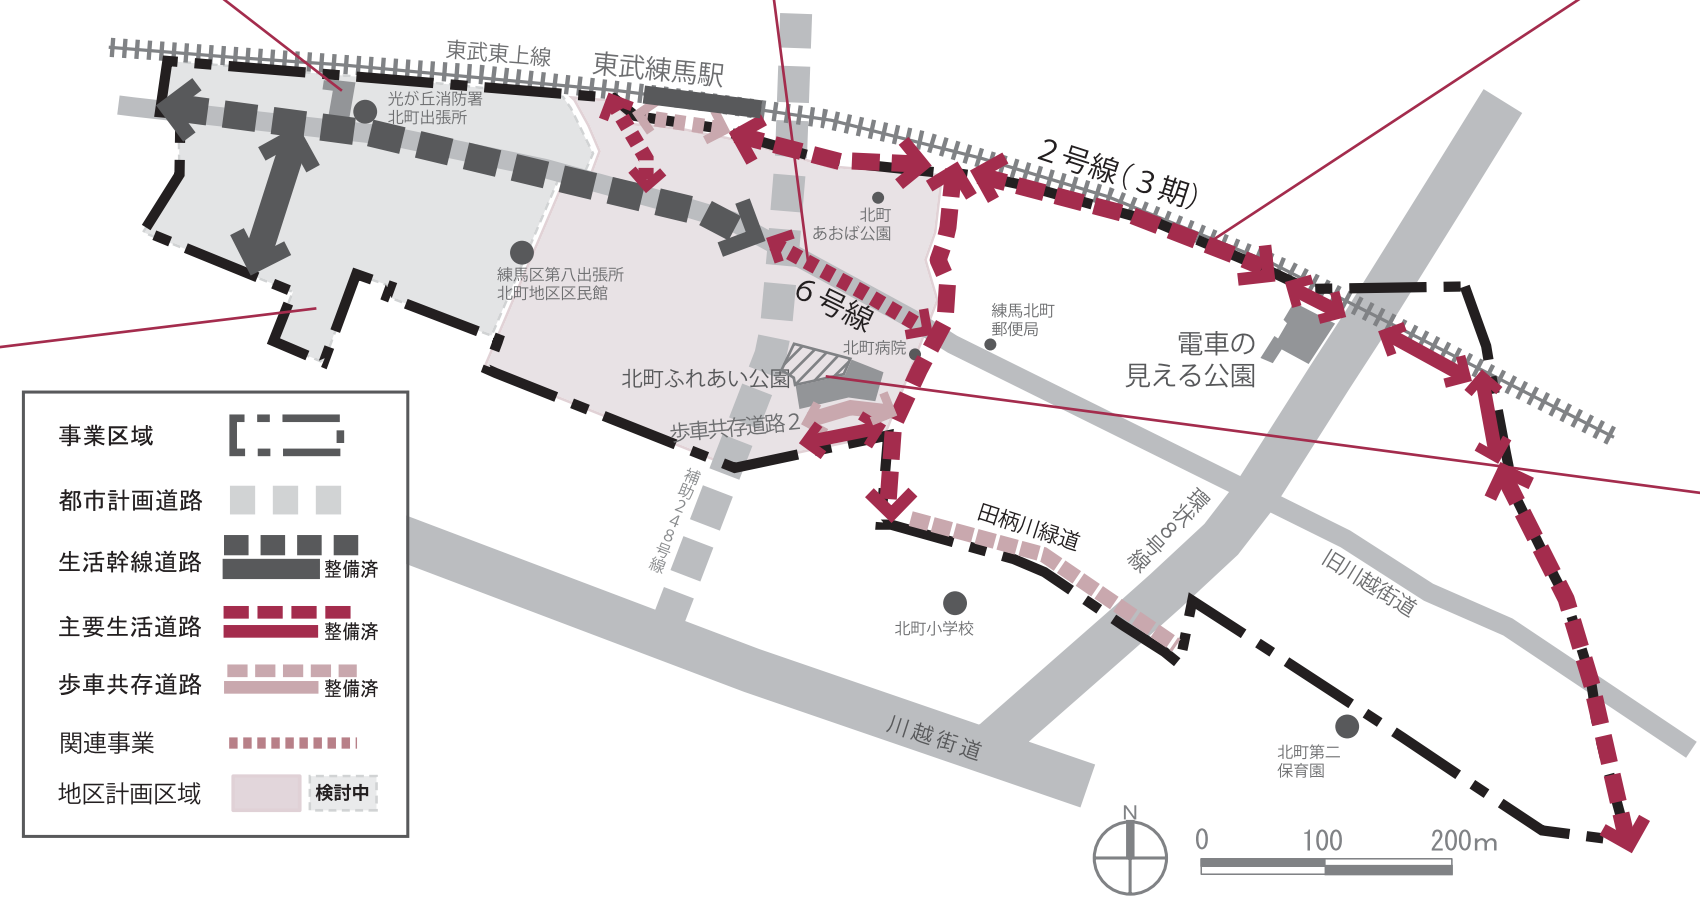 東武東上線
東武練馬駅
光が丘消防署
北町出張所
2号線(3期)
北町
あおば公園
練馬区第八出張所
北町地区区民館
6号線
練馬北町
郵便局
北町病院
電車の
見える公園
北町ふれあい公園
歩車共存道路2
補助248号線
田柄川緑道
環状8号線
旧川越街道
北町小学校
川越街道
北町第二
保育園
事業区域
都市計画道路
生活幹線道路
整備済
主要生活道路
整備済
歩車共存道路
整備済
関連事業
地区計画区域
検討中
N
0 100 200m